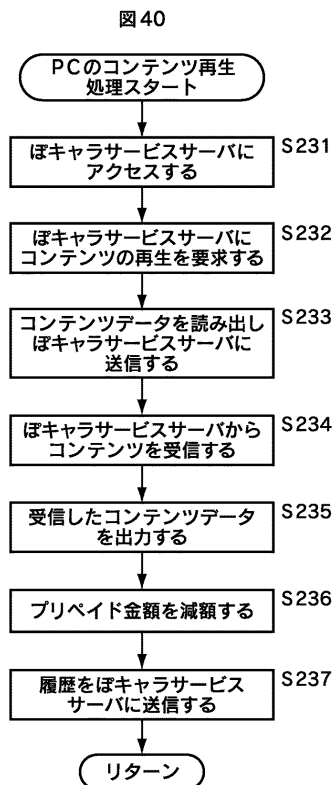 図40
PCのコンテンツ再生
処理スタート
ぽキャラサービスサーバに
アクセスする
S231
ぽキャラサービスサーバに
コンテンツの再生を要求する
S232
コンテンツデータを読み出し
ぽキャラサービスサーバに
送信する
S233
ぽキャラサービスサーバから
コンテンツを受信する
S234
受信したコンテンツデータ
を出力する
S235
プリペイド金額を減額する
S236
履歴をぽキャラサービス
サーバに送信する
S237
リターン